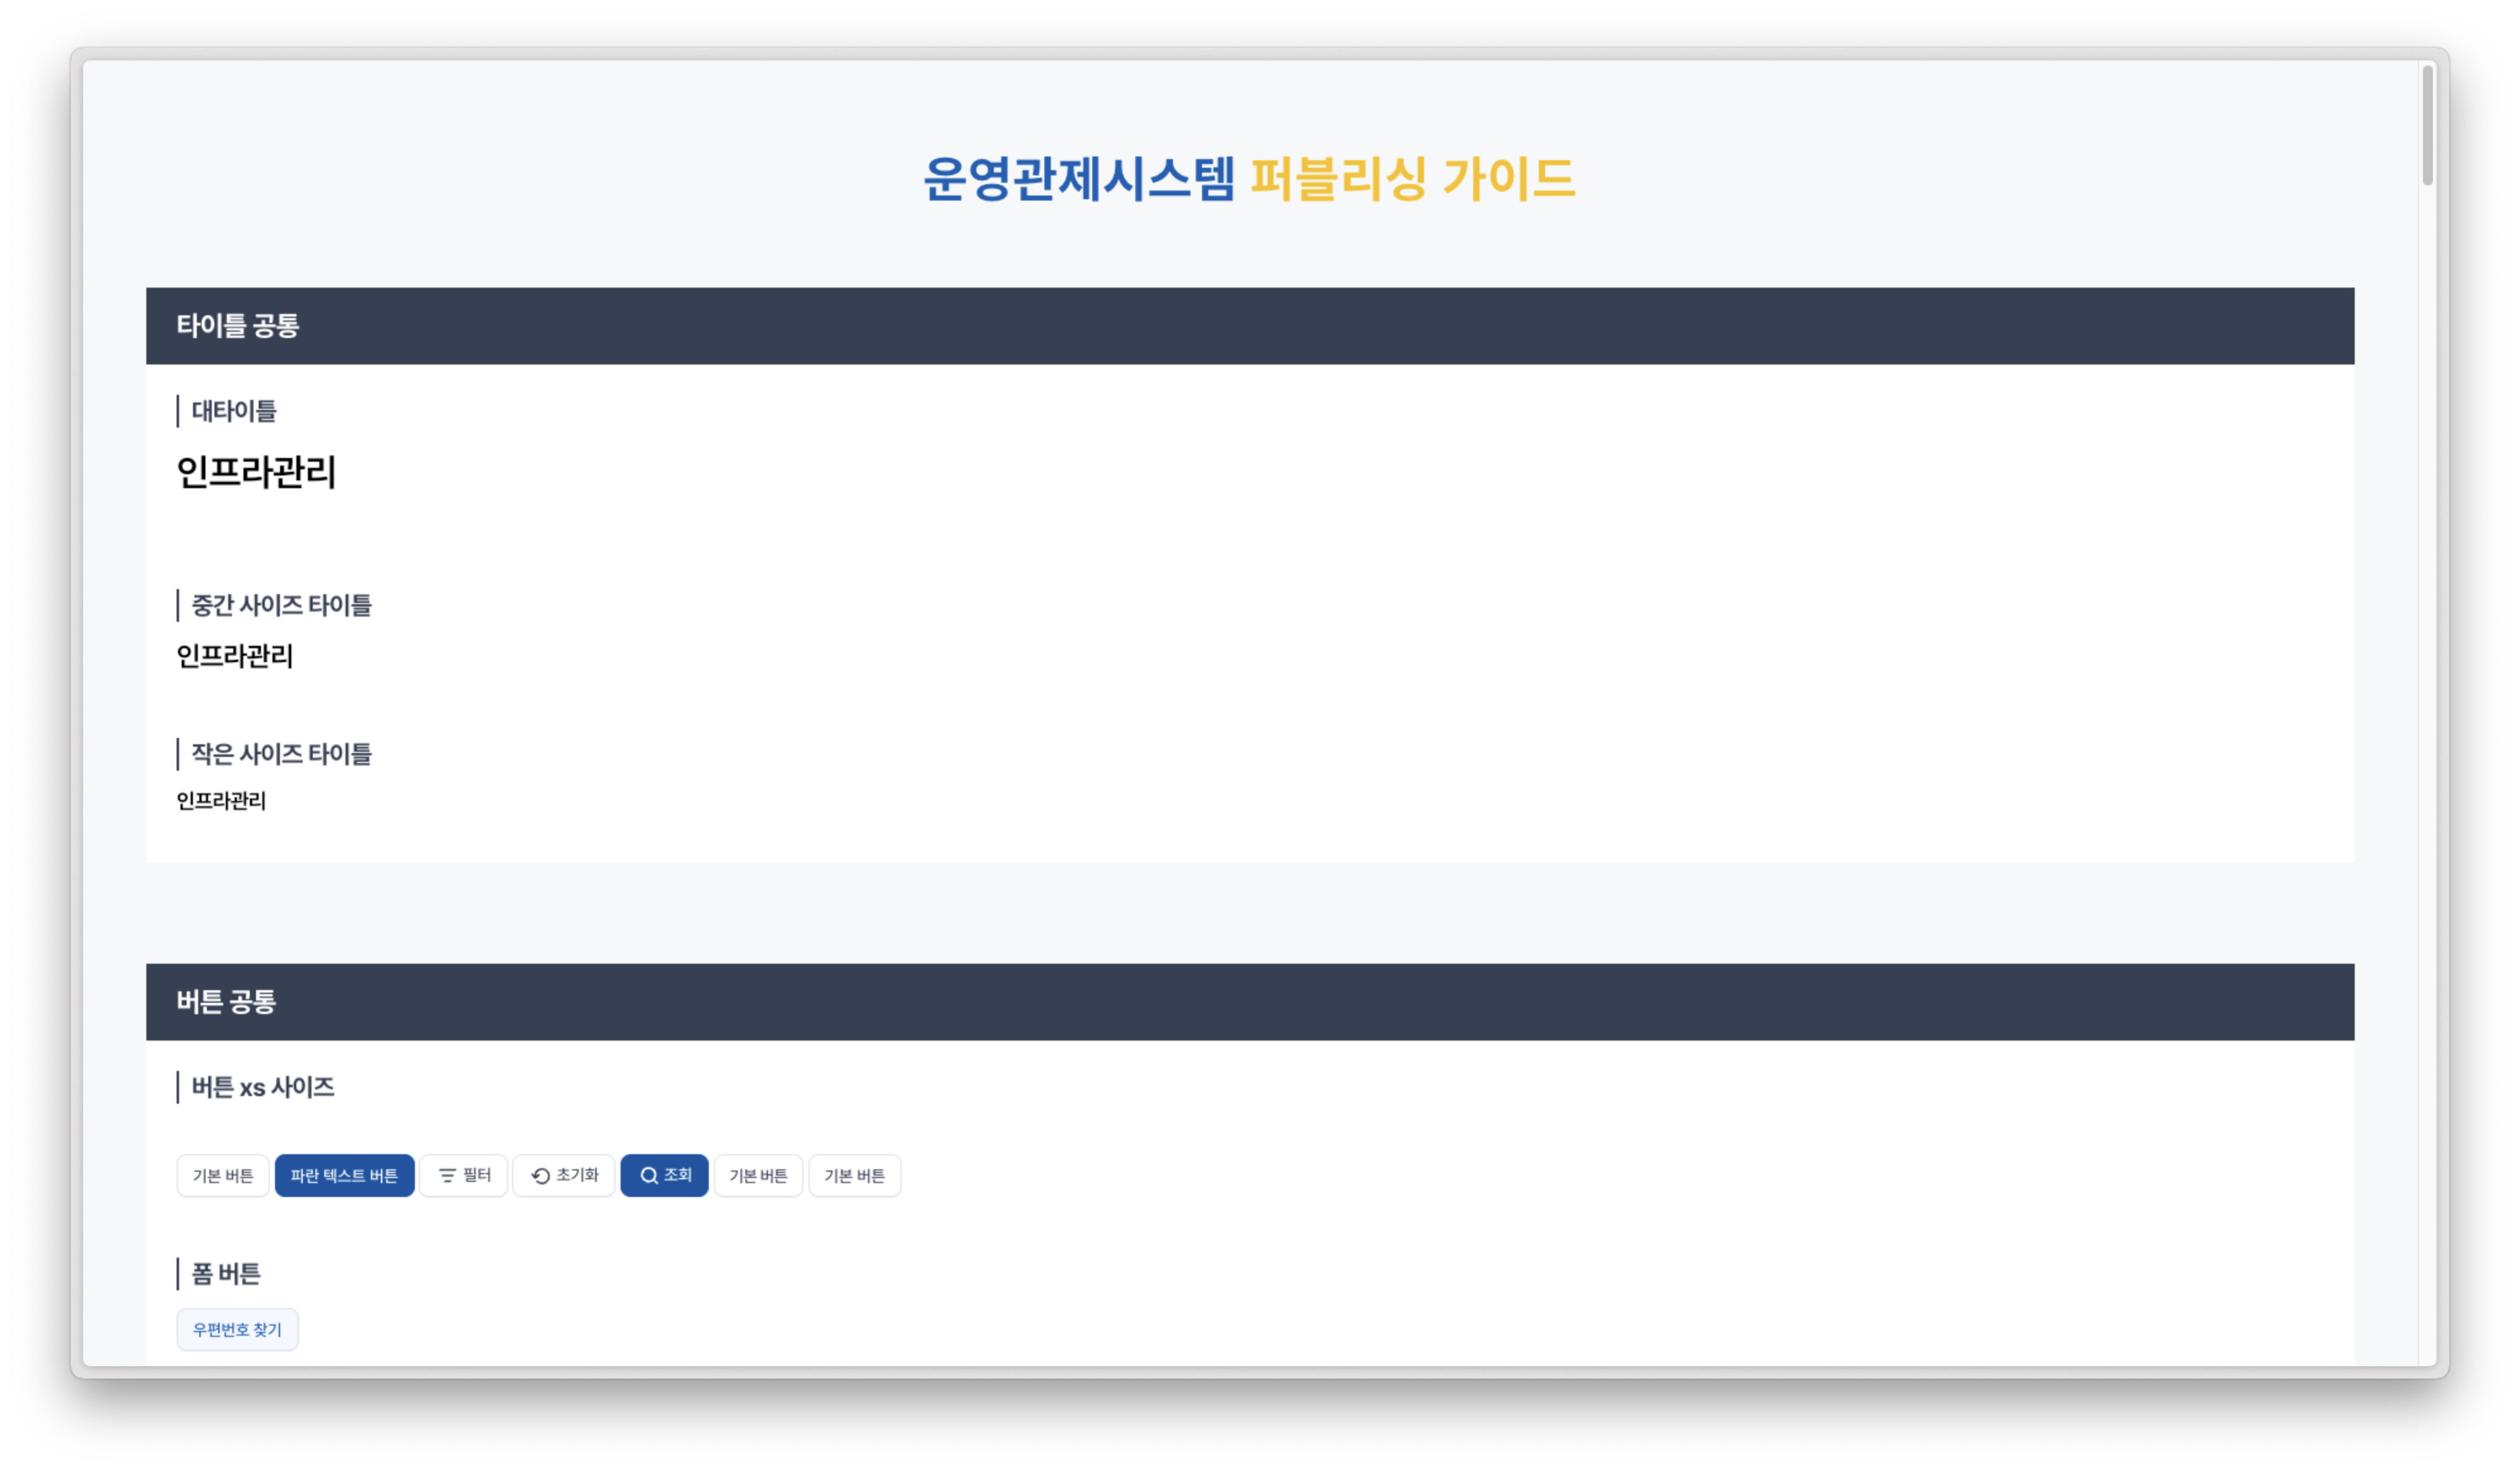 운영관제시스템 퍼블리싱 가이드
타이틀 공통
대타이틀
인프라관리
중간 사이즈 타이틀
인프라관리
작은 사이즈 타이틀
인프라관리
버튼 공통
버튼 xs 사이즈
기본 버튼 파란 텍스트 버튼 필터 초기화 조회 기본 버튼 기본 버튼
폼 버튼
우편번호 찾기